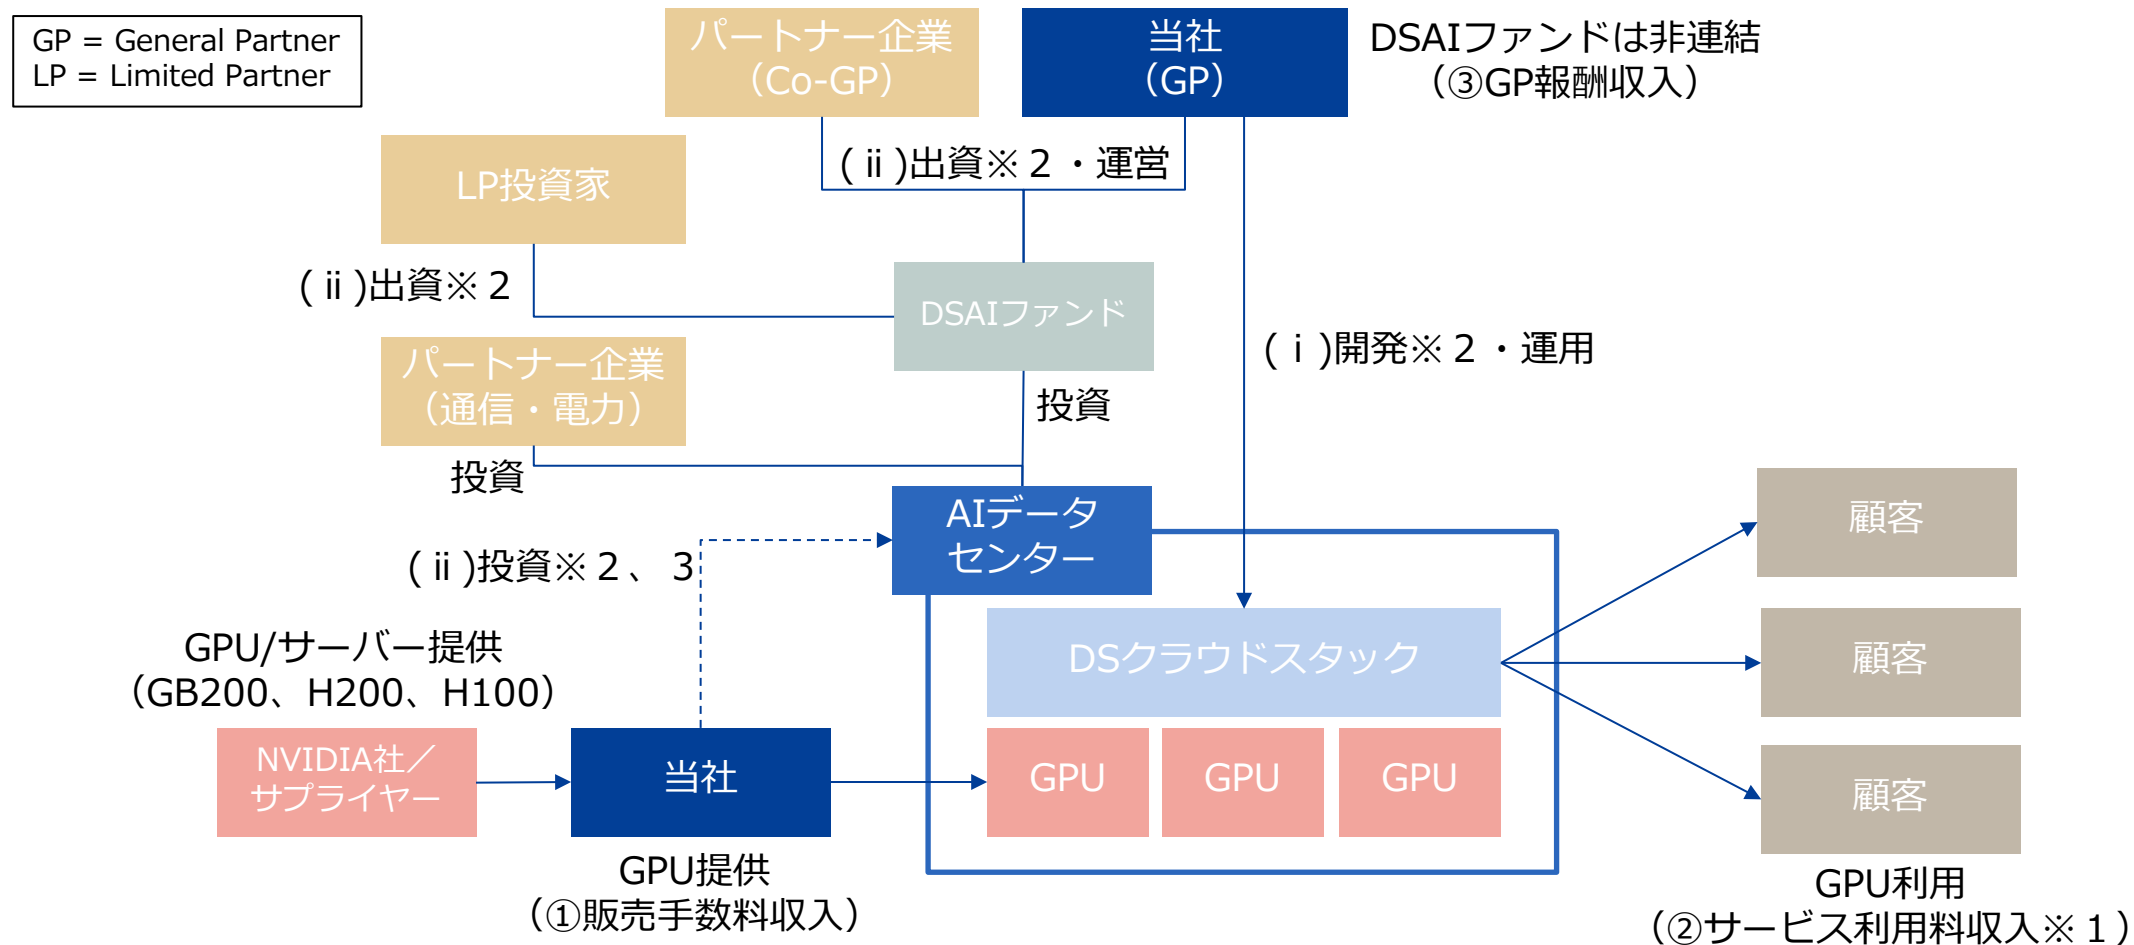 GP = General Partner
LP = Limited Partner
パートナー企業
（Co-GP）
当社
（GP）
DSAIファンドは非連結
（③GP報酬収入）
(ⅱ)出資※２・運営
LP投資家
(ⅱ)出資※２
DSAIファンド
(ⅰ)開発※２・運用
パートナー企業
（通信・電力）
投資
投資
AIデータ
センター
(ⅱ)投資※２、３
顧客
GPU/サーバー提供
（GB200、H200、H100）
DSクラウドスタック
顧客
NVIDIA社／
サプライヤー
当社
GPU
GPU
GPU
顧客
GPU提供
（①販売手数料収入）
GPU利用
（②サービス利用料収入※１）